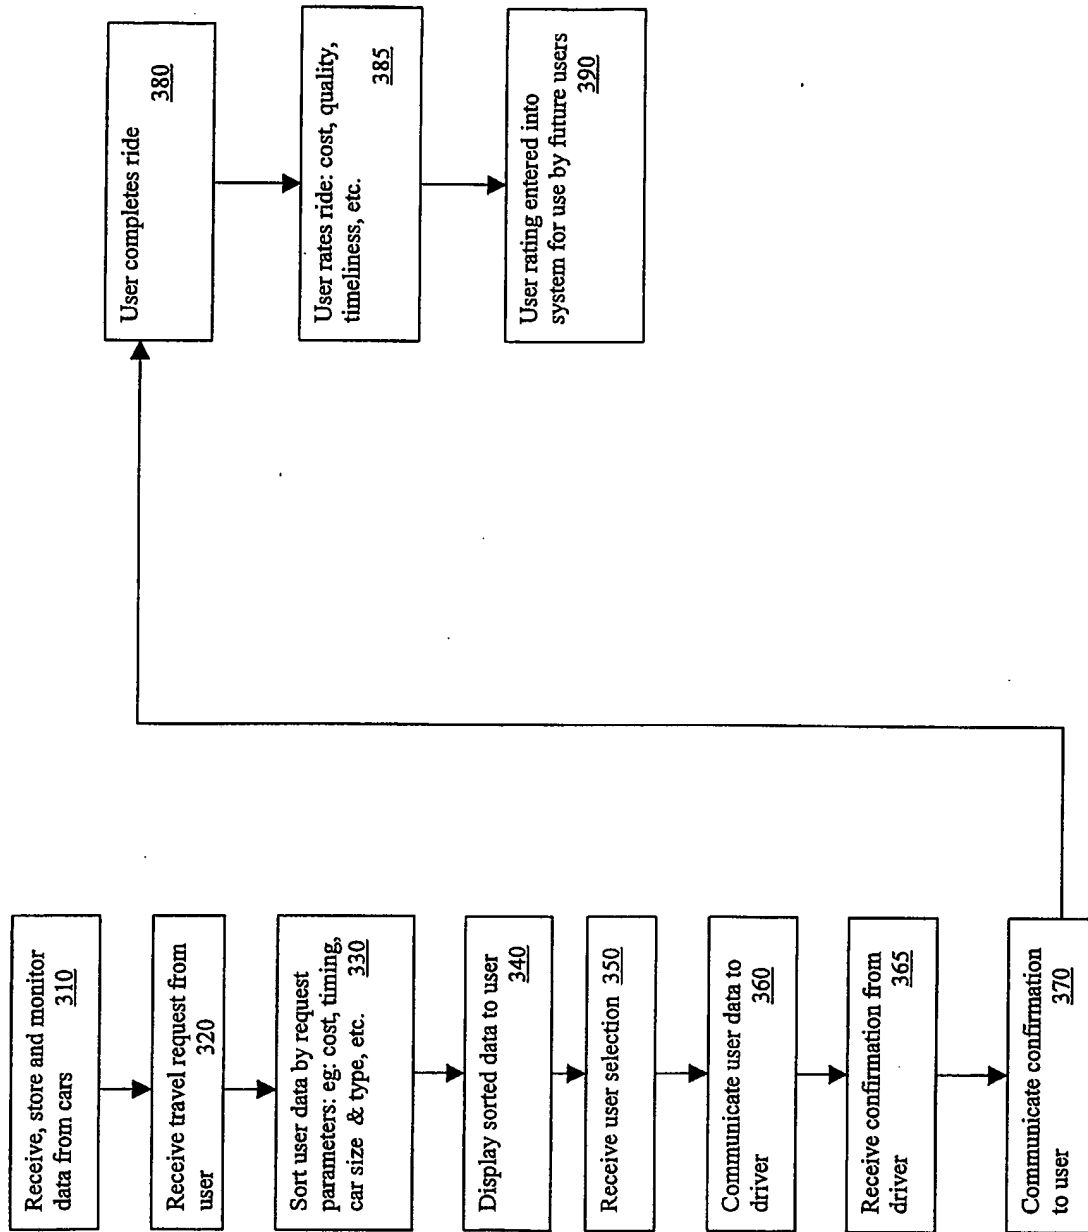 Receive, store and monitor
data from cars 310
Receive travel request from
user 320
Sort user data by request
parameters: eg: cost, timing,
car size & type, etc. 330
Display sorted data to user
340
Receive user selection 350
Communicate user data to
driver 360
Receive confirmation from
driver 365
Communicate confirmation
to user 370
User completes ride
380
User rates ride: cost, quality,
timeliness, etc. 385
User rating entered into
system for use by future users
390